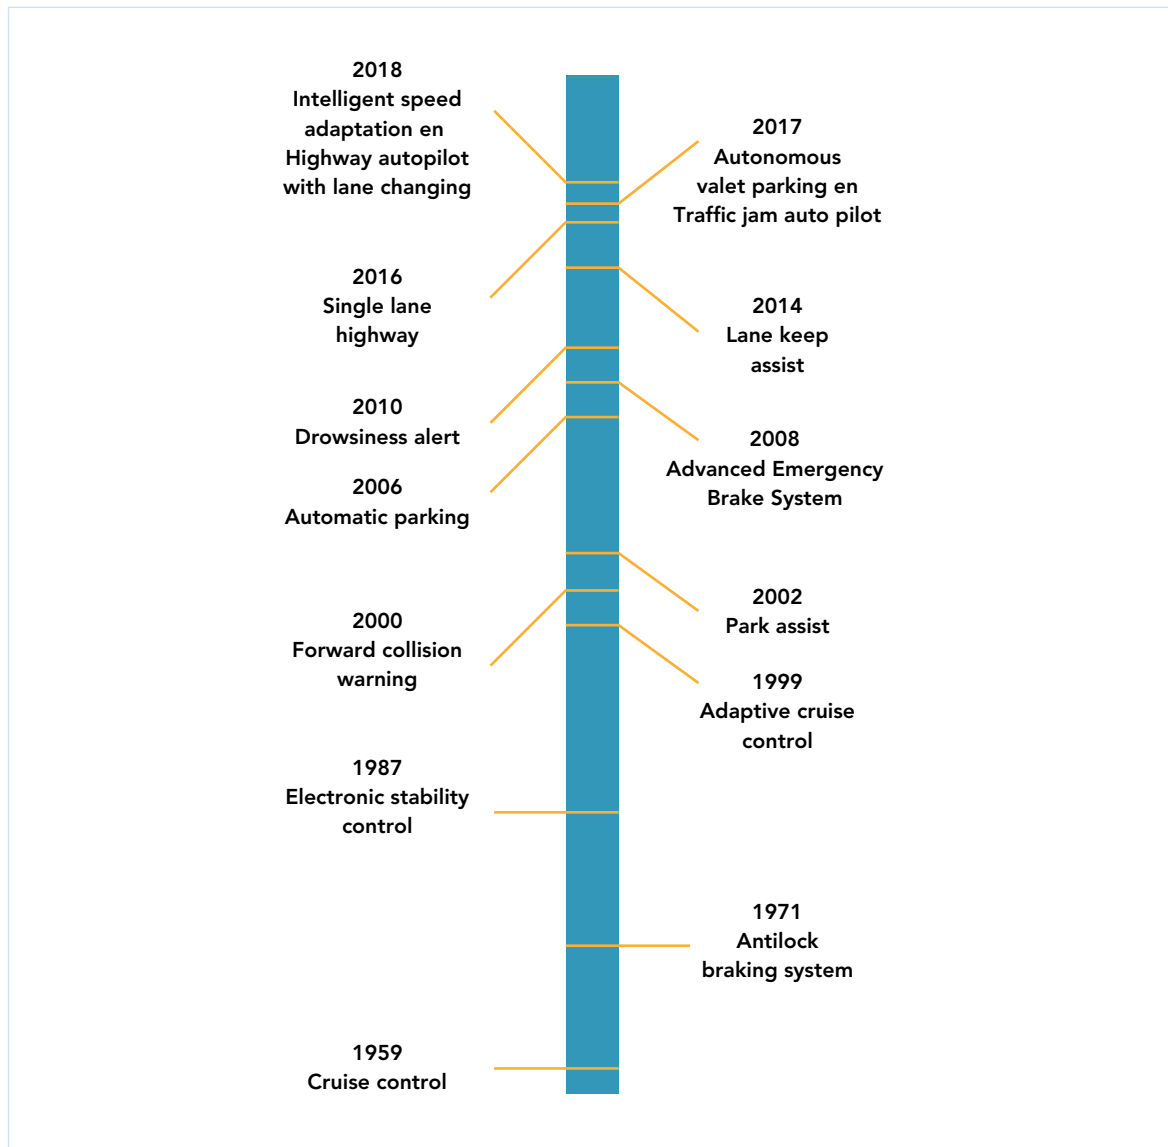 2018
Intelligent speed
adaptation en
Highway autopilot
with lane changing
2017
Autonomous
valet parking en
Traffic jam auto pilot
2016
Single lane
highway
2014
Lane keep
assist
2010
Drowsiness alert
2008
Advanced Emergency
Brake System
2006
Automatic parking
2002
Park assist
2000
Forward collision
warning
1999
Adaptive cruise
control
1987
Electronic stability
control
1971
Antilock
braking system
1959
Cruise control